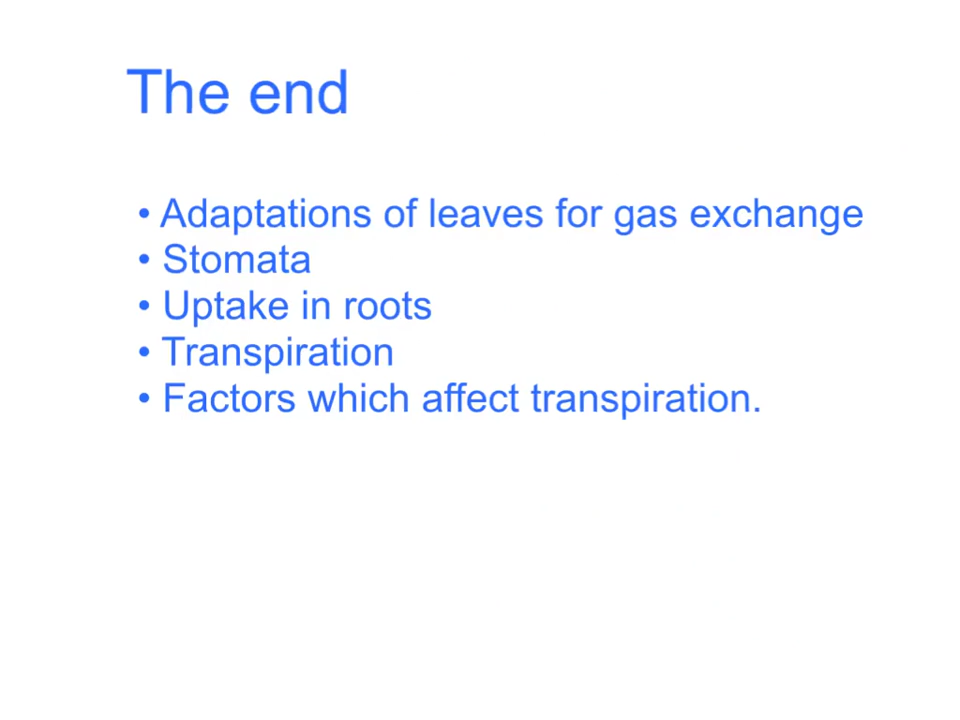 The end
• Adaptations of leaves for gas exchange
• Stomata
• Uptake in roots
• Transpiration
• Factors which affect transpiration.